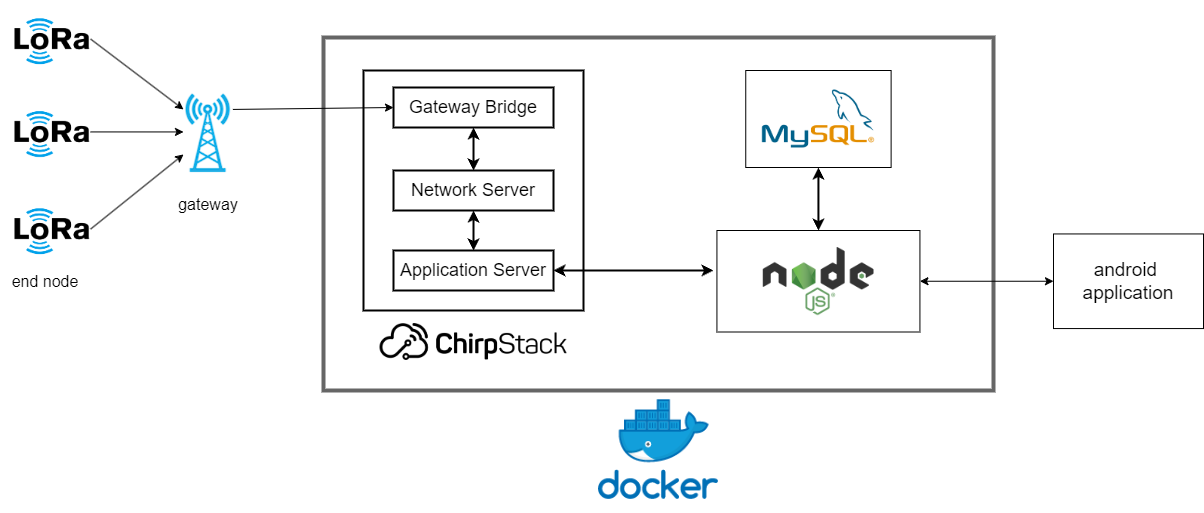 LoRa
LoRa
LoRa
end node
gateway
Gateway Bridge
Network Server
Application Server
ChirpStack
MySQL®
node
JS®
android
application
docker